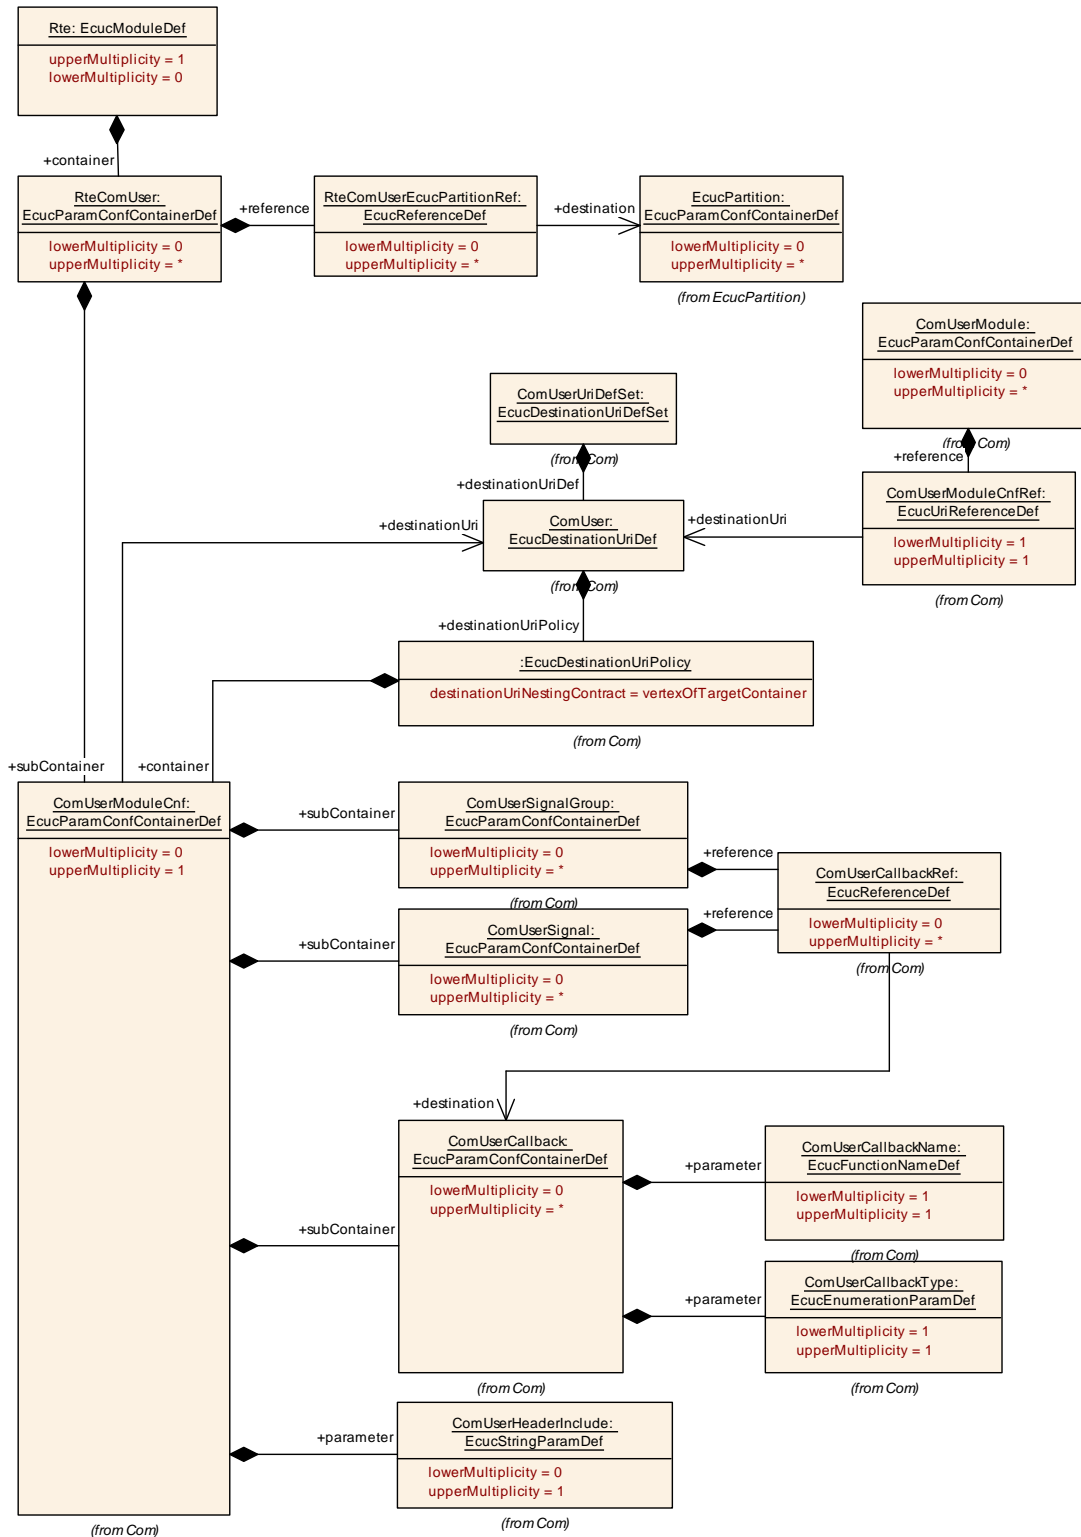 Rte: EcucModuleDef
upperMultiplicity = 1
lowerMultiplicity = 0
+container
RteComUser:
EcucParamConfContainerDef
lowerMultiplicity = 0
upperMultiplicity = *
+reference
RteComUserEcucPartitionRef:
EcucReferenceDef
lowerMultiplicity = 0
upperMultiplicity = *
+destination
EcucPartition:
EcucParamConfContainerDef
lowerMultiplicity = 0
upperMultiplicity = *
(from EcucPartition)
ComUserModule:
EcucParamConfContainerDef
lowerMultiplicity = 0
upperMultiplicity = *
(from Com)
+reference
ComUserUriDefSet:
EcucDestinationUriDefSet
(from Com)
+destinationUriDef
ComUserModuleCnfRef:
EcucUriReferenceDef
lowerMultiplicity = 1
upperMultiplicity = 1
(from Com)
+destinationUri
ComUser:
EcucDestinationUriDef
(from Com)
+destinationUri
+destinationUriPolicy
:EcucDestinationUriPolicy
destinationUriNestingContract = vertexOfTargetContainer
(from Com)
+subContainer
+container
ComUserModuleCnf:
EcucParamConfContainerDef
lowerMultiplicity = 0
upperMultiplicity = 1
+subContainer
ComUserSignalGroup:
EcucParamConfContainerDef
lowerMultiplicity = 0
upperMultiplicity = *
(from Com)
+reference
ComUserCallbackRef:
EcucReferenceDef
lowerMultiplicity = 0
upperMultiplicity = *
(from Com)
+reference
+subContainer
ComUserSignal:
EcucParamConfContainerDef
lowerMultiplicity = 0
upperMultiplicity = *
(from Com)
+destination
+subContainer
ComUserCallback:
EcucParamConfContainerDef
lowerMultiplicity = 0
upperMultiplicity = *
(from Com)
+parameter
ComUserCallbackName:
EcucFunctionNameDef
lowerMultiplicity = 1
upperMultiplicity = 1
(from Com)
+parameter
ComUserCallbackType:
EcucEnumerationParamDef
lowerMultiplicity = 1
upperMultiplicity = 1
(from Com)
+parameter
ComUserHeaderInclude:
EcucStringParamDef
lowerMultiplicity = 0
upperMultiplicity = 1
(from Com)
(from Com)